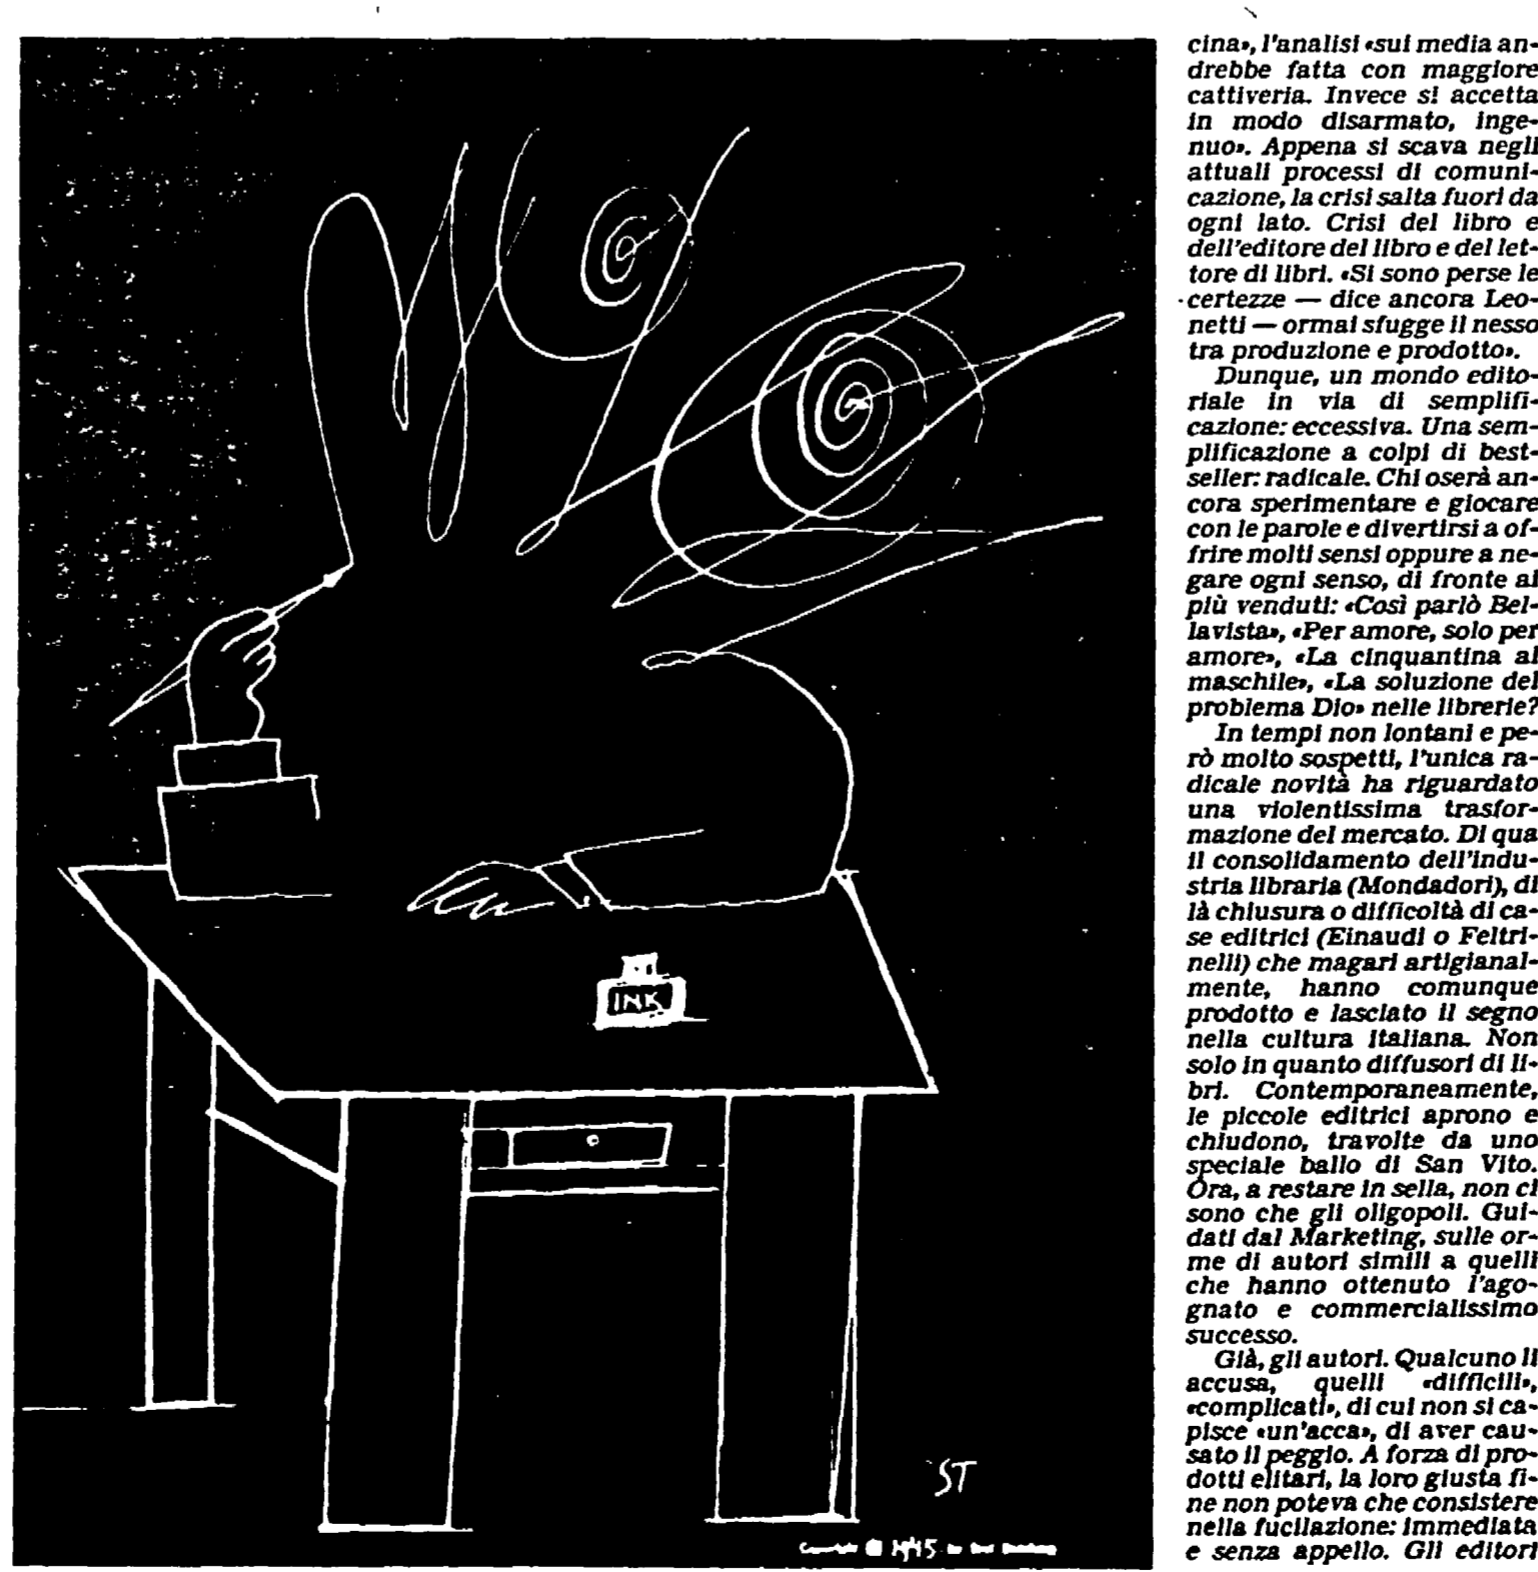 INK
ST
1945
cina», l'analisi «sui media an-
drebbe fatta con maggiore
cattiveria. Invece si accetta
in modo disarmato, inge-
nuo». Appena si scava negli
attuali processi di comuni-
cazione, la crisi salta fuori da
ogni lato. Crisi del libro e
dell'editore del libro e del let-
tore di libri. «Si sono perse le
certezze — dice ancora Leo-
netti — ormai sfugge il nesso
tra produzione e prodotto».
Dunque, un mondo edito-
riale in via di semplifi-
cazione: eccessiva. Una sem-
plificazione a colpi di best-
seller: radicale. Chi oserà an-
cora sperimentare e giocare
con le parole e divertirsi a of-
frire molti sensi oppure a ne-
gare ogni senso, di fronte ai
più venduti: «Così parlò Bel-
lavista», «Per amore, solo per
amore», «La cinquantina al
maschile», «La soluzione del
problema Dio» nelle librerie?
In tempi non lontani e pe-
rò molto sospetti, l'unica ra-
dicale novità ha riguardato
una violentissima trasfor-
mazione del mercato. Di qua
il consolidamento dell'indu-
stria libraria (Mondadori), di
là chiusura o difficoltà di ca-
se editrici (Einaudi o Feltri-
nelli) che magari artigianal-
mente, hanno comunque
prodotto e lasciato il segno
nella cultura italiana. Non
solo in quanto diffusori di li-
bri. Contemporaneamente,
le piccole editrici aprono e
chiudono, travolte da uno
speciale ballo di San Vito.
Ora, a restare in sella, non ci
sono che gli oligopoli. Gui-
dati dal Marketing, sulle or-
me di autori simili a quelli
che hanno ottenuto l'ago-
gnato e commercialissimo
successo.
Già, gli autori. Qualcuno li
accusa, quelli «difficili»,
«complicati», di cui non si ca-
pisce «un'acca», di aver cau-
sato il peggio. A forza di pro-
dotti elitari, la loro giusta fi-
ne non poteva che consistere
nella fucilazione: immediata
e senza appello. Gli editori